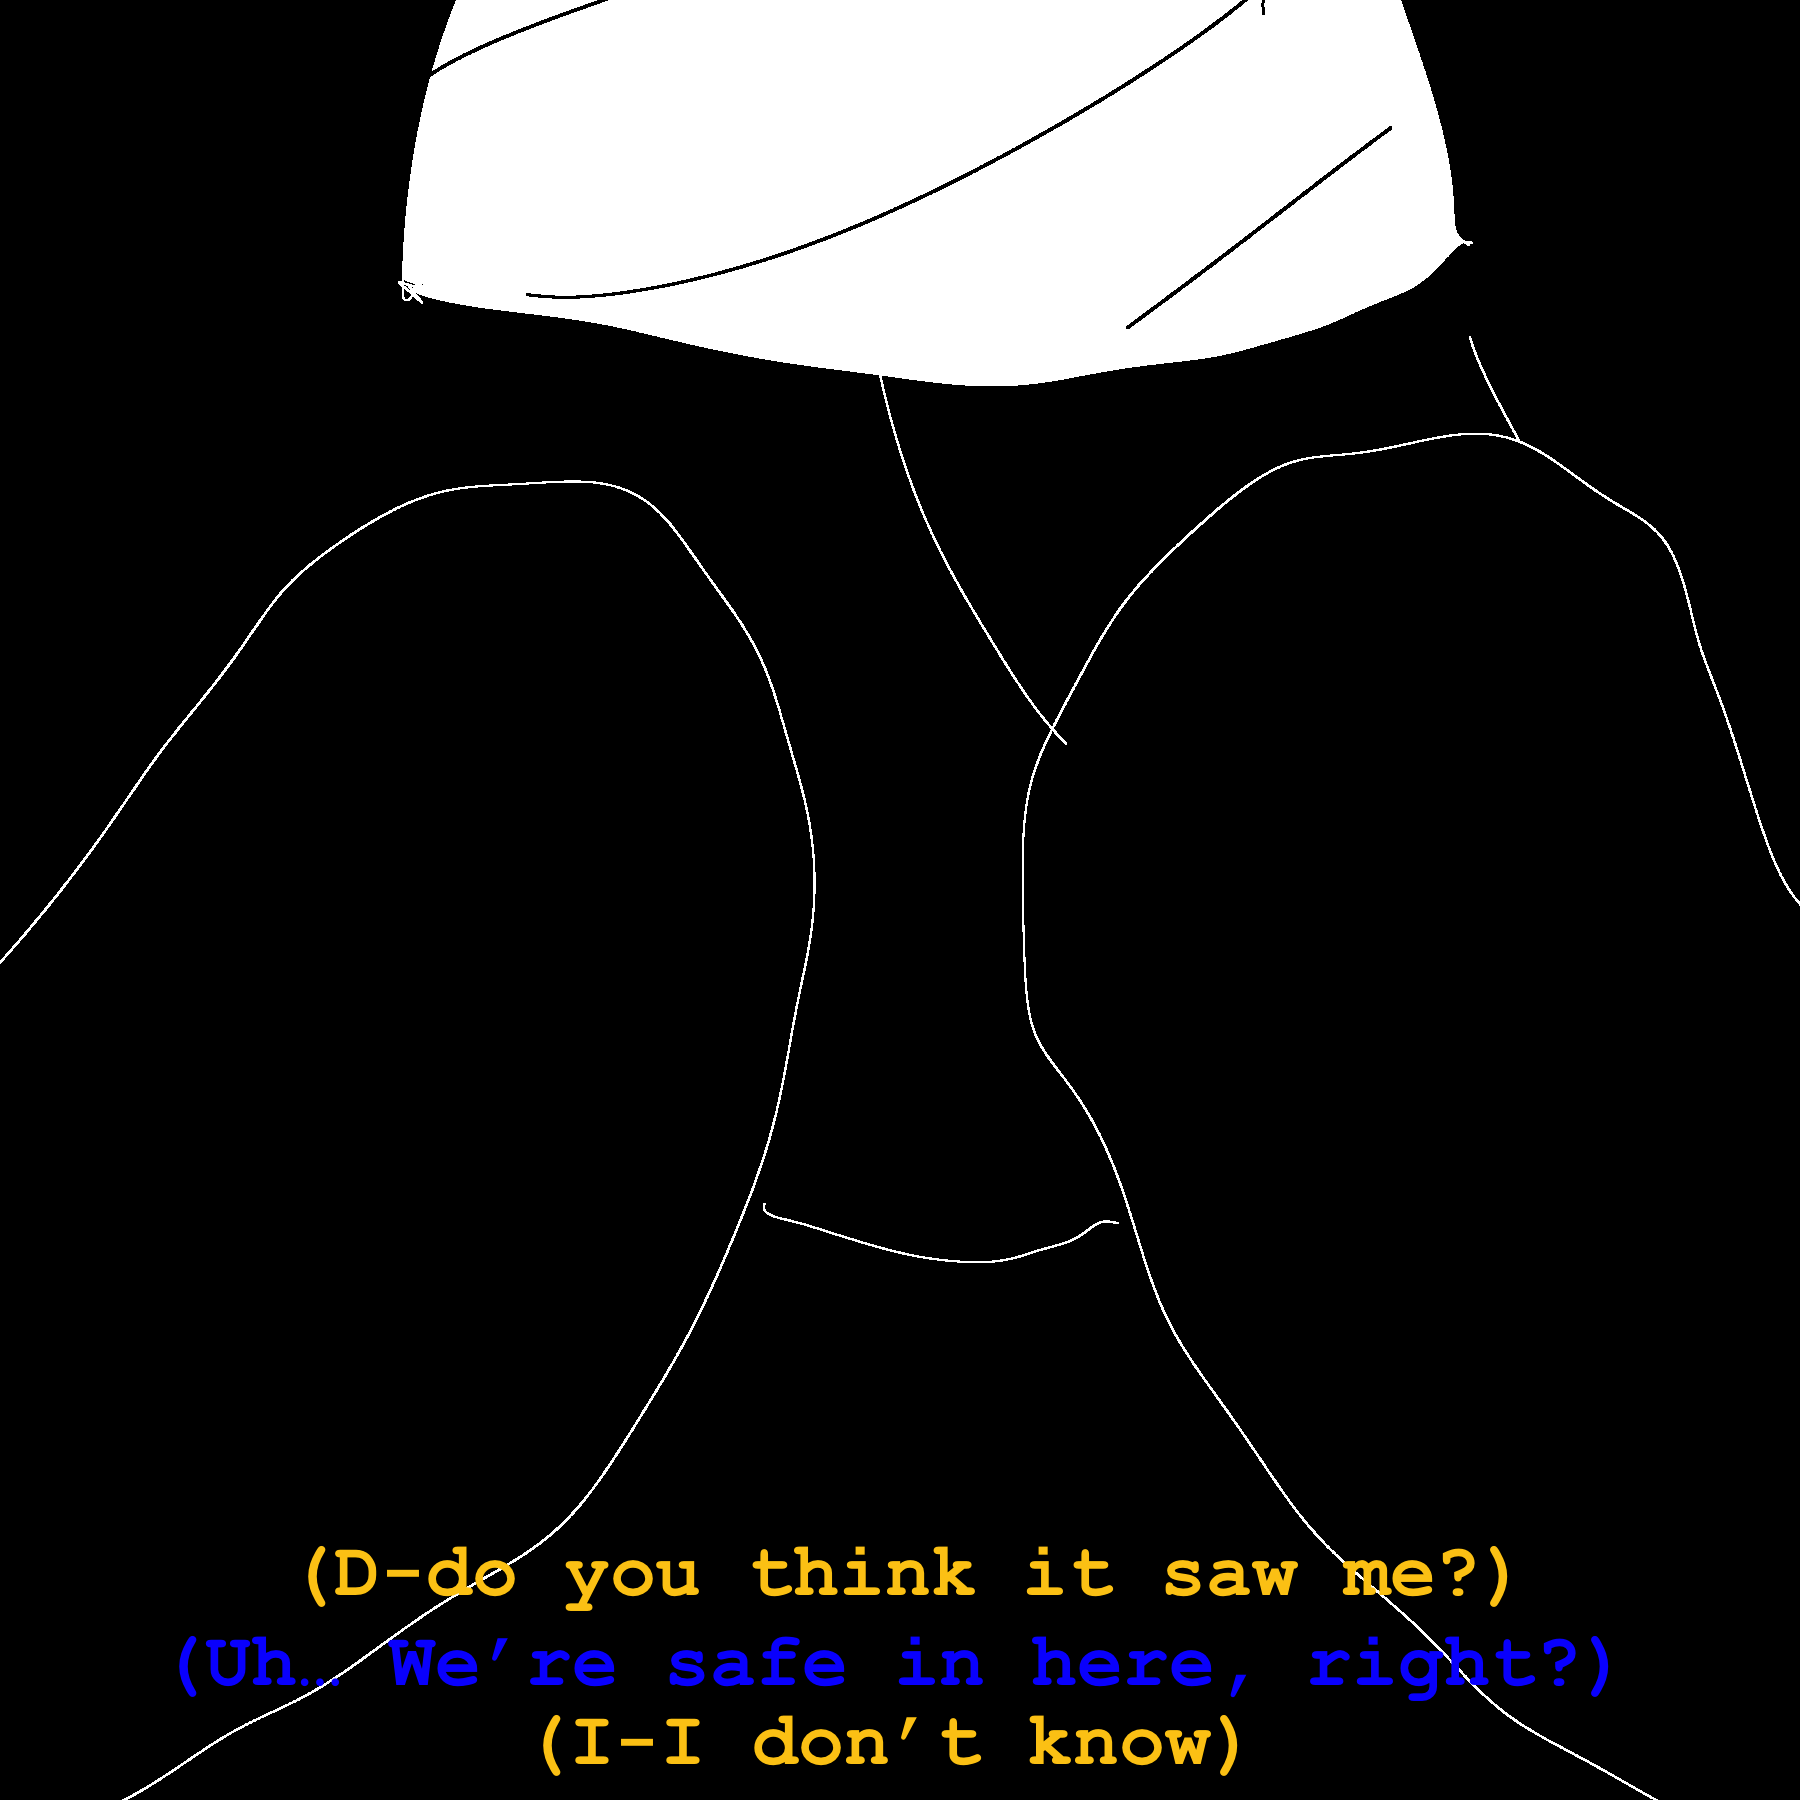 (D-do you think it saw me?)
(Uh… We’re safe in here, right?)
(I-I don’t know)